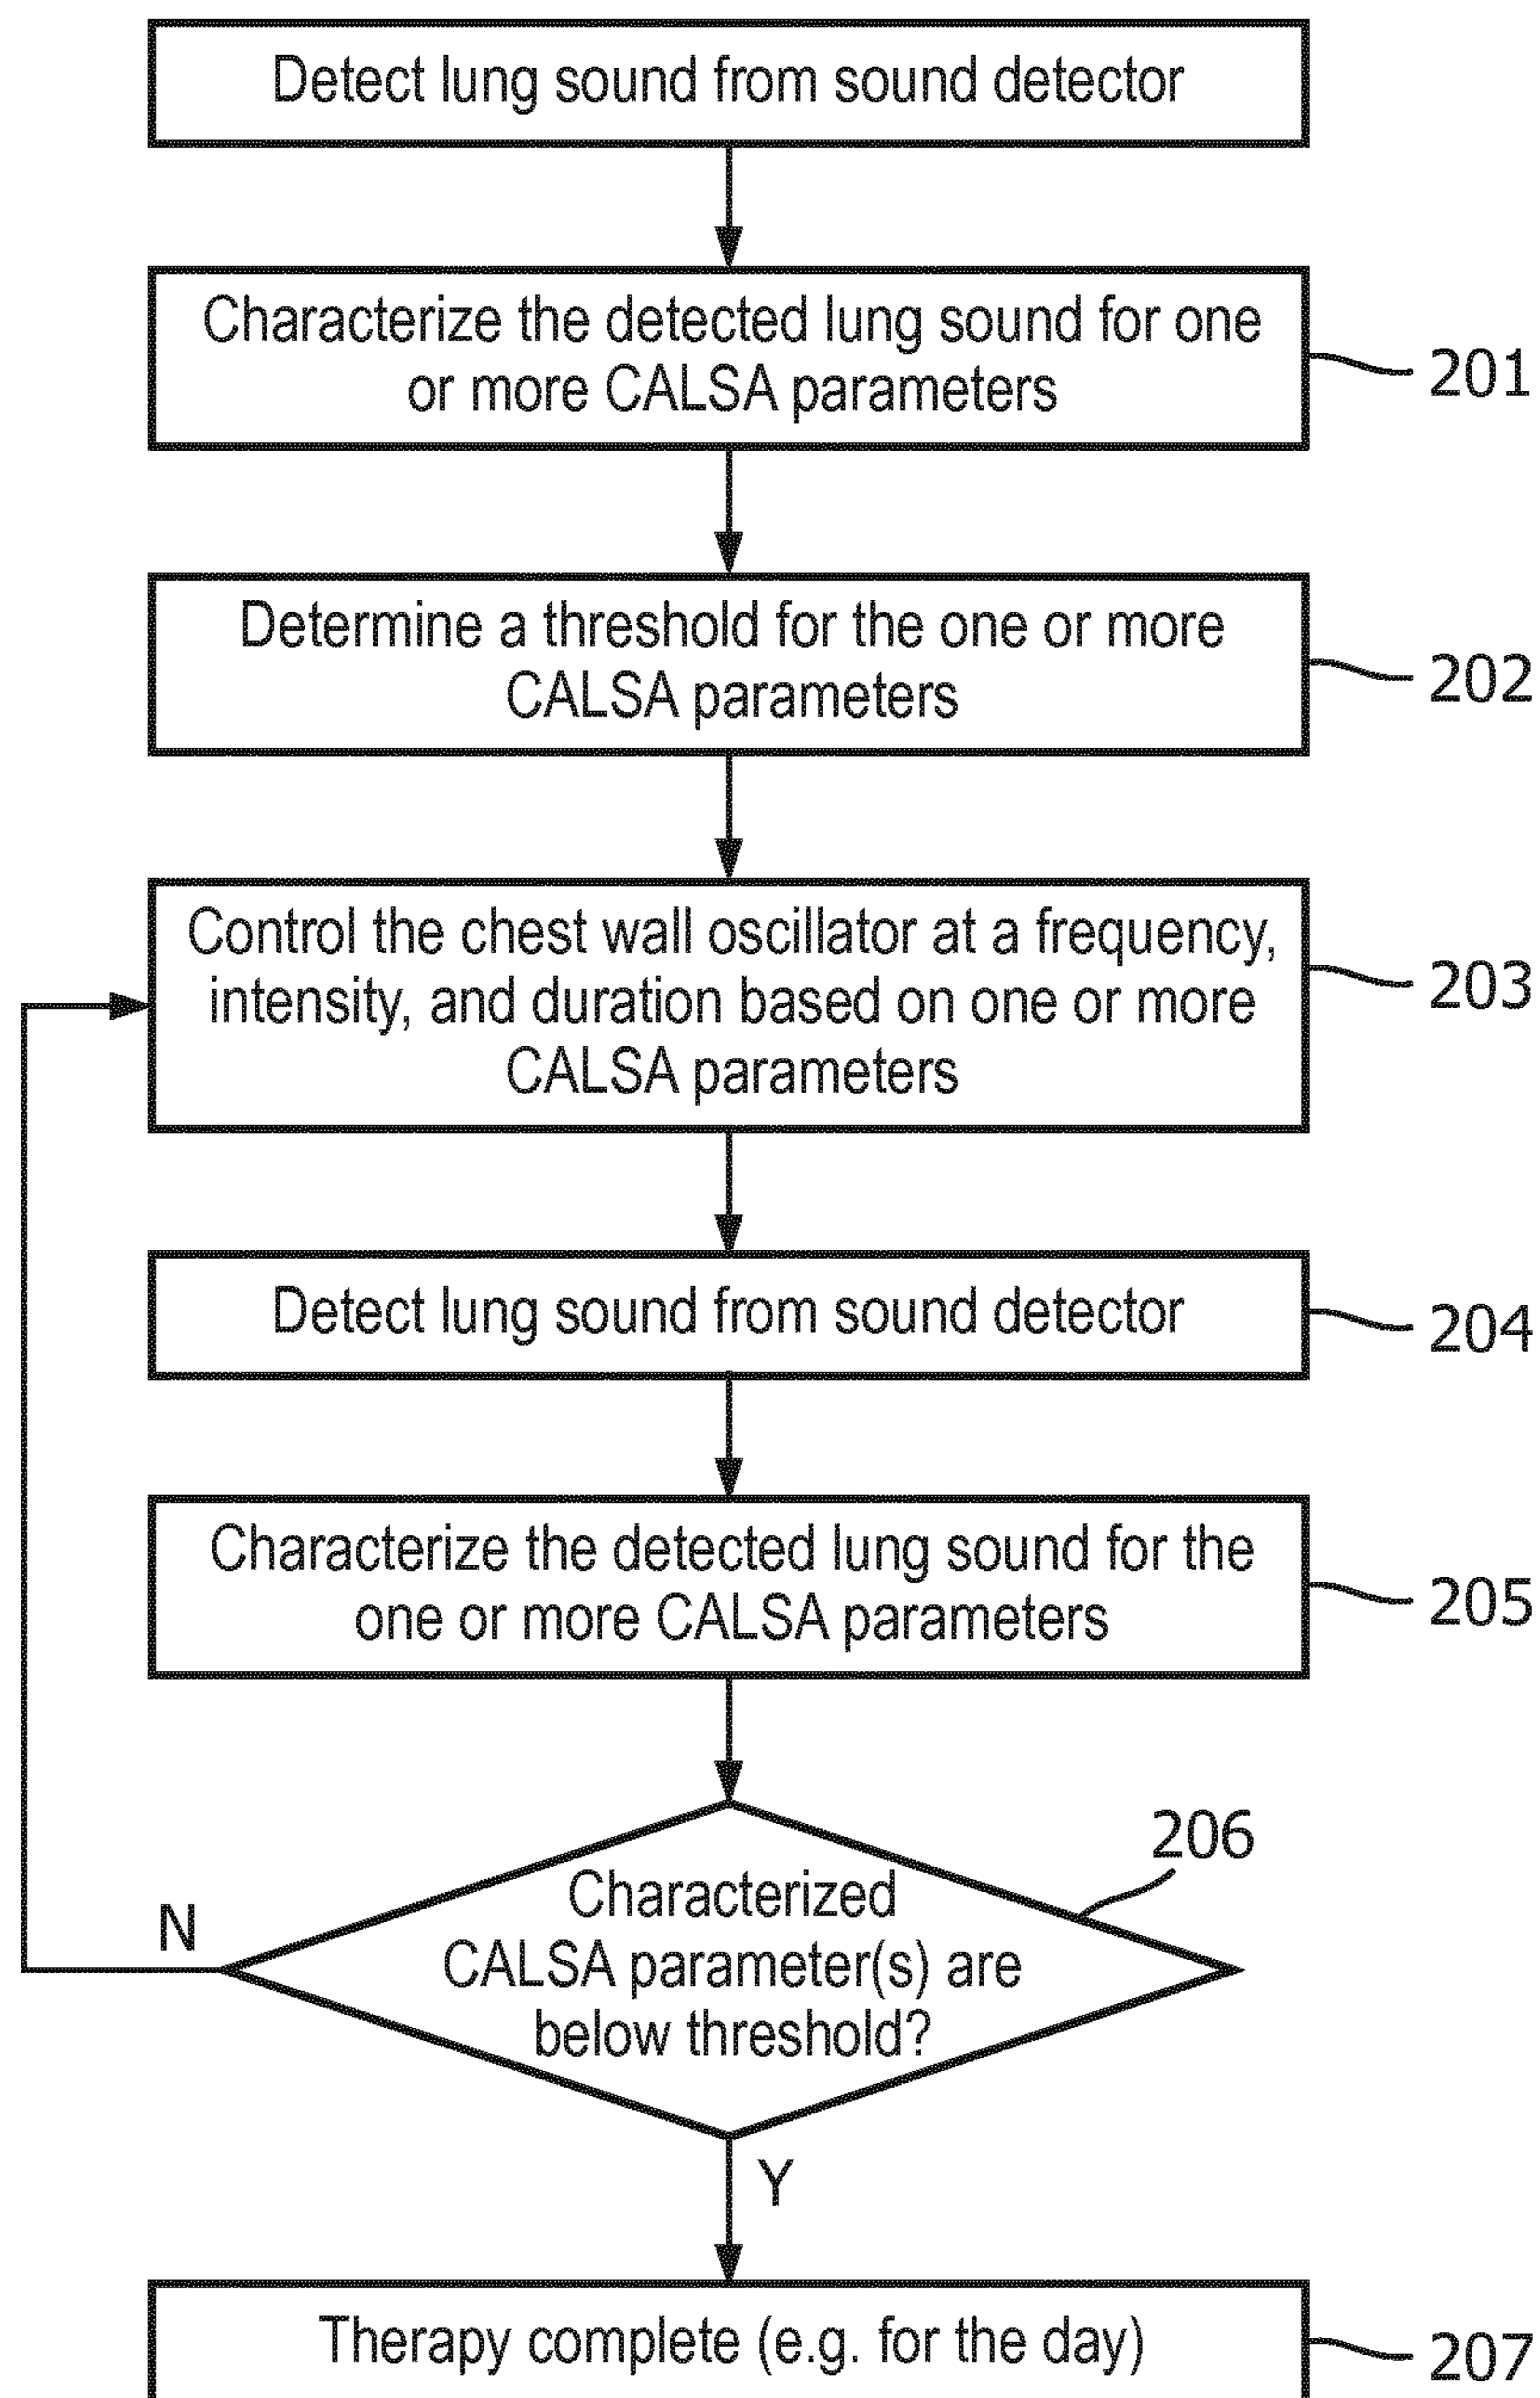 Detect lung sound from sound detector
Characterize the detected lung sound for one
or more CALSA parameters
201
Determine a threshold for the one or more
CALSA parameters
202
Control the chest wall oscillator at a frequency,
intensity, and duration based on one or more
CALSA parameters
203
Detect lung sound from sound detector
204
Characterize the detected lung sound for the
one or more CALSA parameters
205
206
Characterized
CALSA parameter(s) are
below threshold?
N
Y
Therapy complete (e.g. for the day)
207